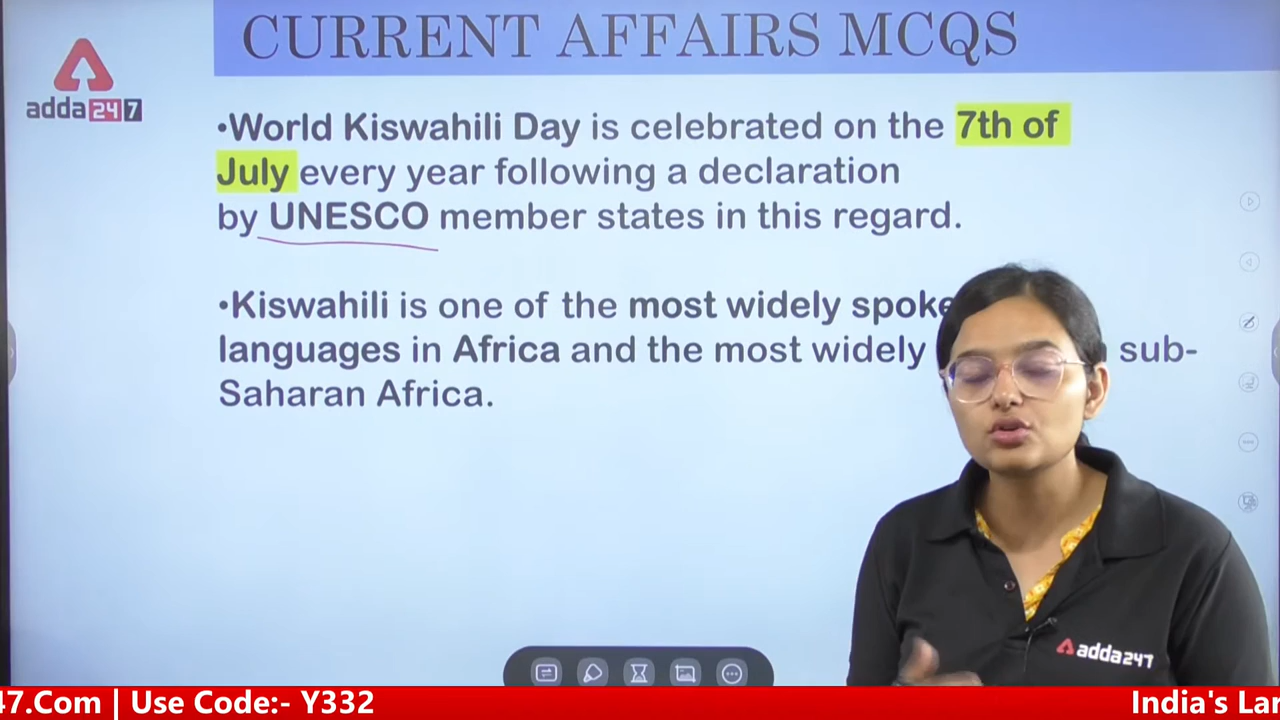 CURRENT AFFAIRS MCQS
adda247
•World Kiswahili Day is celebrated on the 7th of
July every year following a declaration
by UNESCO member states in this regard.
•Kiswahili is one of the most widely
languages in Africa and the most widely sub-
Saharan Africa.
adda247
47.Com | Use Code:- Y332
India's